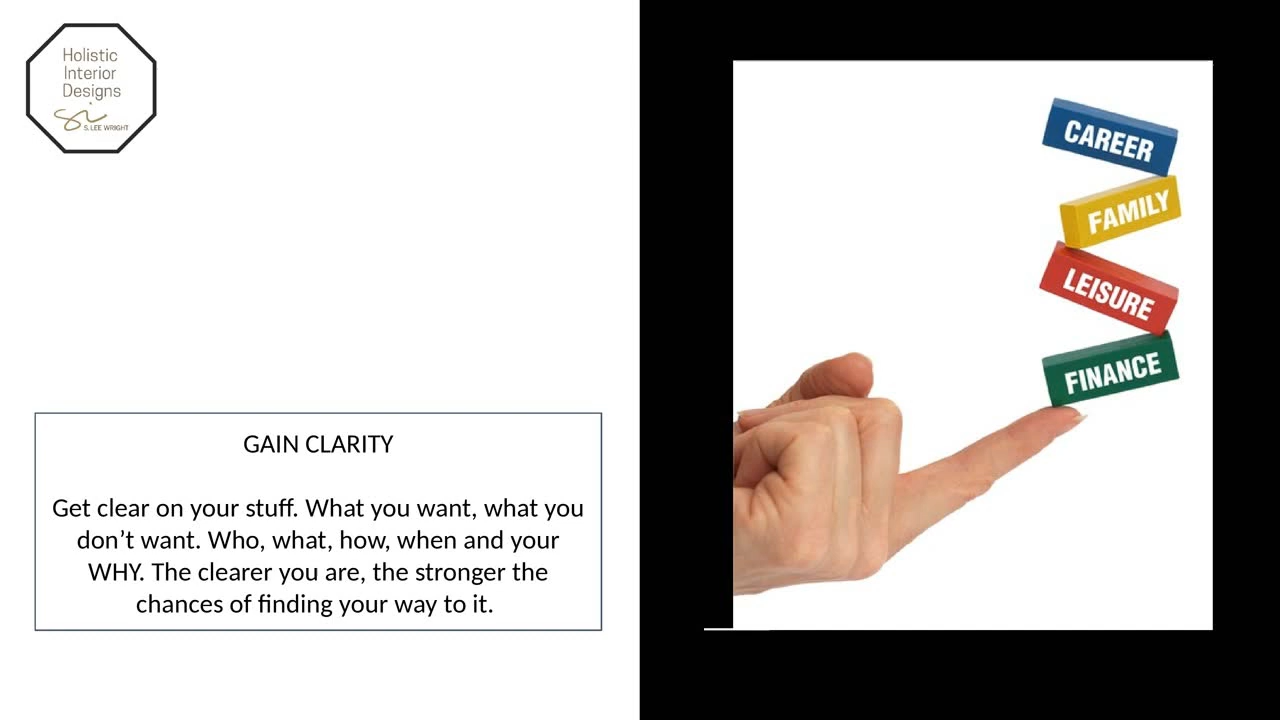 Holistic
Interior
Designs
S. LEE WRIGHT
GAIN CLARITY
Get clear on your stuff. What you want, what you
don’t want. Who, what, how, when and your
WHY. The clearer you are, the stronger the
chances of finding your way to it.
CAREER
FAMILY
LEISURE
FINANCE